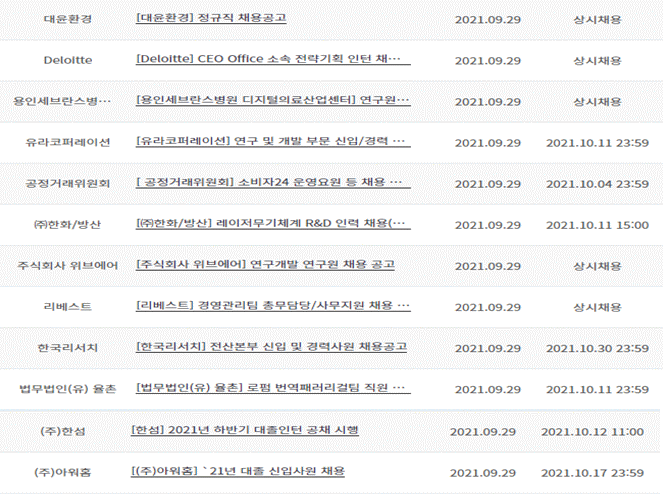 대윤환경 [대윤환경] 정규직 채용공고 2021.09.29 상시채용
Deloitte [Deloitte] CEO Office 소속 전략기획 인턴 채… 2021.09.29 상시채용
용인세브란스병… [용인세브란스병원 디지털의료산업센터] 연구원… 2021.09.29 상시채용
유라코퍼레이션 [유라코퍼레이션] 연구 및 개발 부문 신입/경력 … 2021.09.29 2021.10.11 23:59
공정거래위원회 [ 공정거래위원회] 소비자24 운영요원 등 채용 … 2021.09.29 2021.10.04 23:59
㈜한화/방산 [㈜한화/방산] 레이저무기체계 R&D 인력 채용(… 2021.09.29 2021.10.11 15:00
주식회사 위브에어 [주식회사 위브에어] 연구개발 연구원 채용 공고 2021.09.29 상시채용
리베스트 [리베스트] 경영관리팀 총무담당/사무지원 채용 … 2021.09.29 상시채용
한국리서치 [한국리서치] 전산본부 신입 및 경력사원 채용공고 2021.09.29 2021.10.30 23:59
법무법인(유) 율촌 [법무법인(유) 율촌] 로펌 번역패러리걸팀 직원 … 2021.09.29 2021.10.11 23:59
(주)한섬 [한섬] 2021년 하반기 대졸인턴 공채 시행 2021.09.29 2021.10.12 11:00
(주)아워홈 [(주)아워홈] `21년 대졸 신입사원 채용 2021.09.29 2021.10.17 23:59